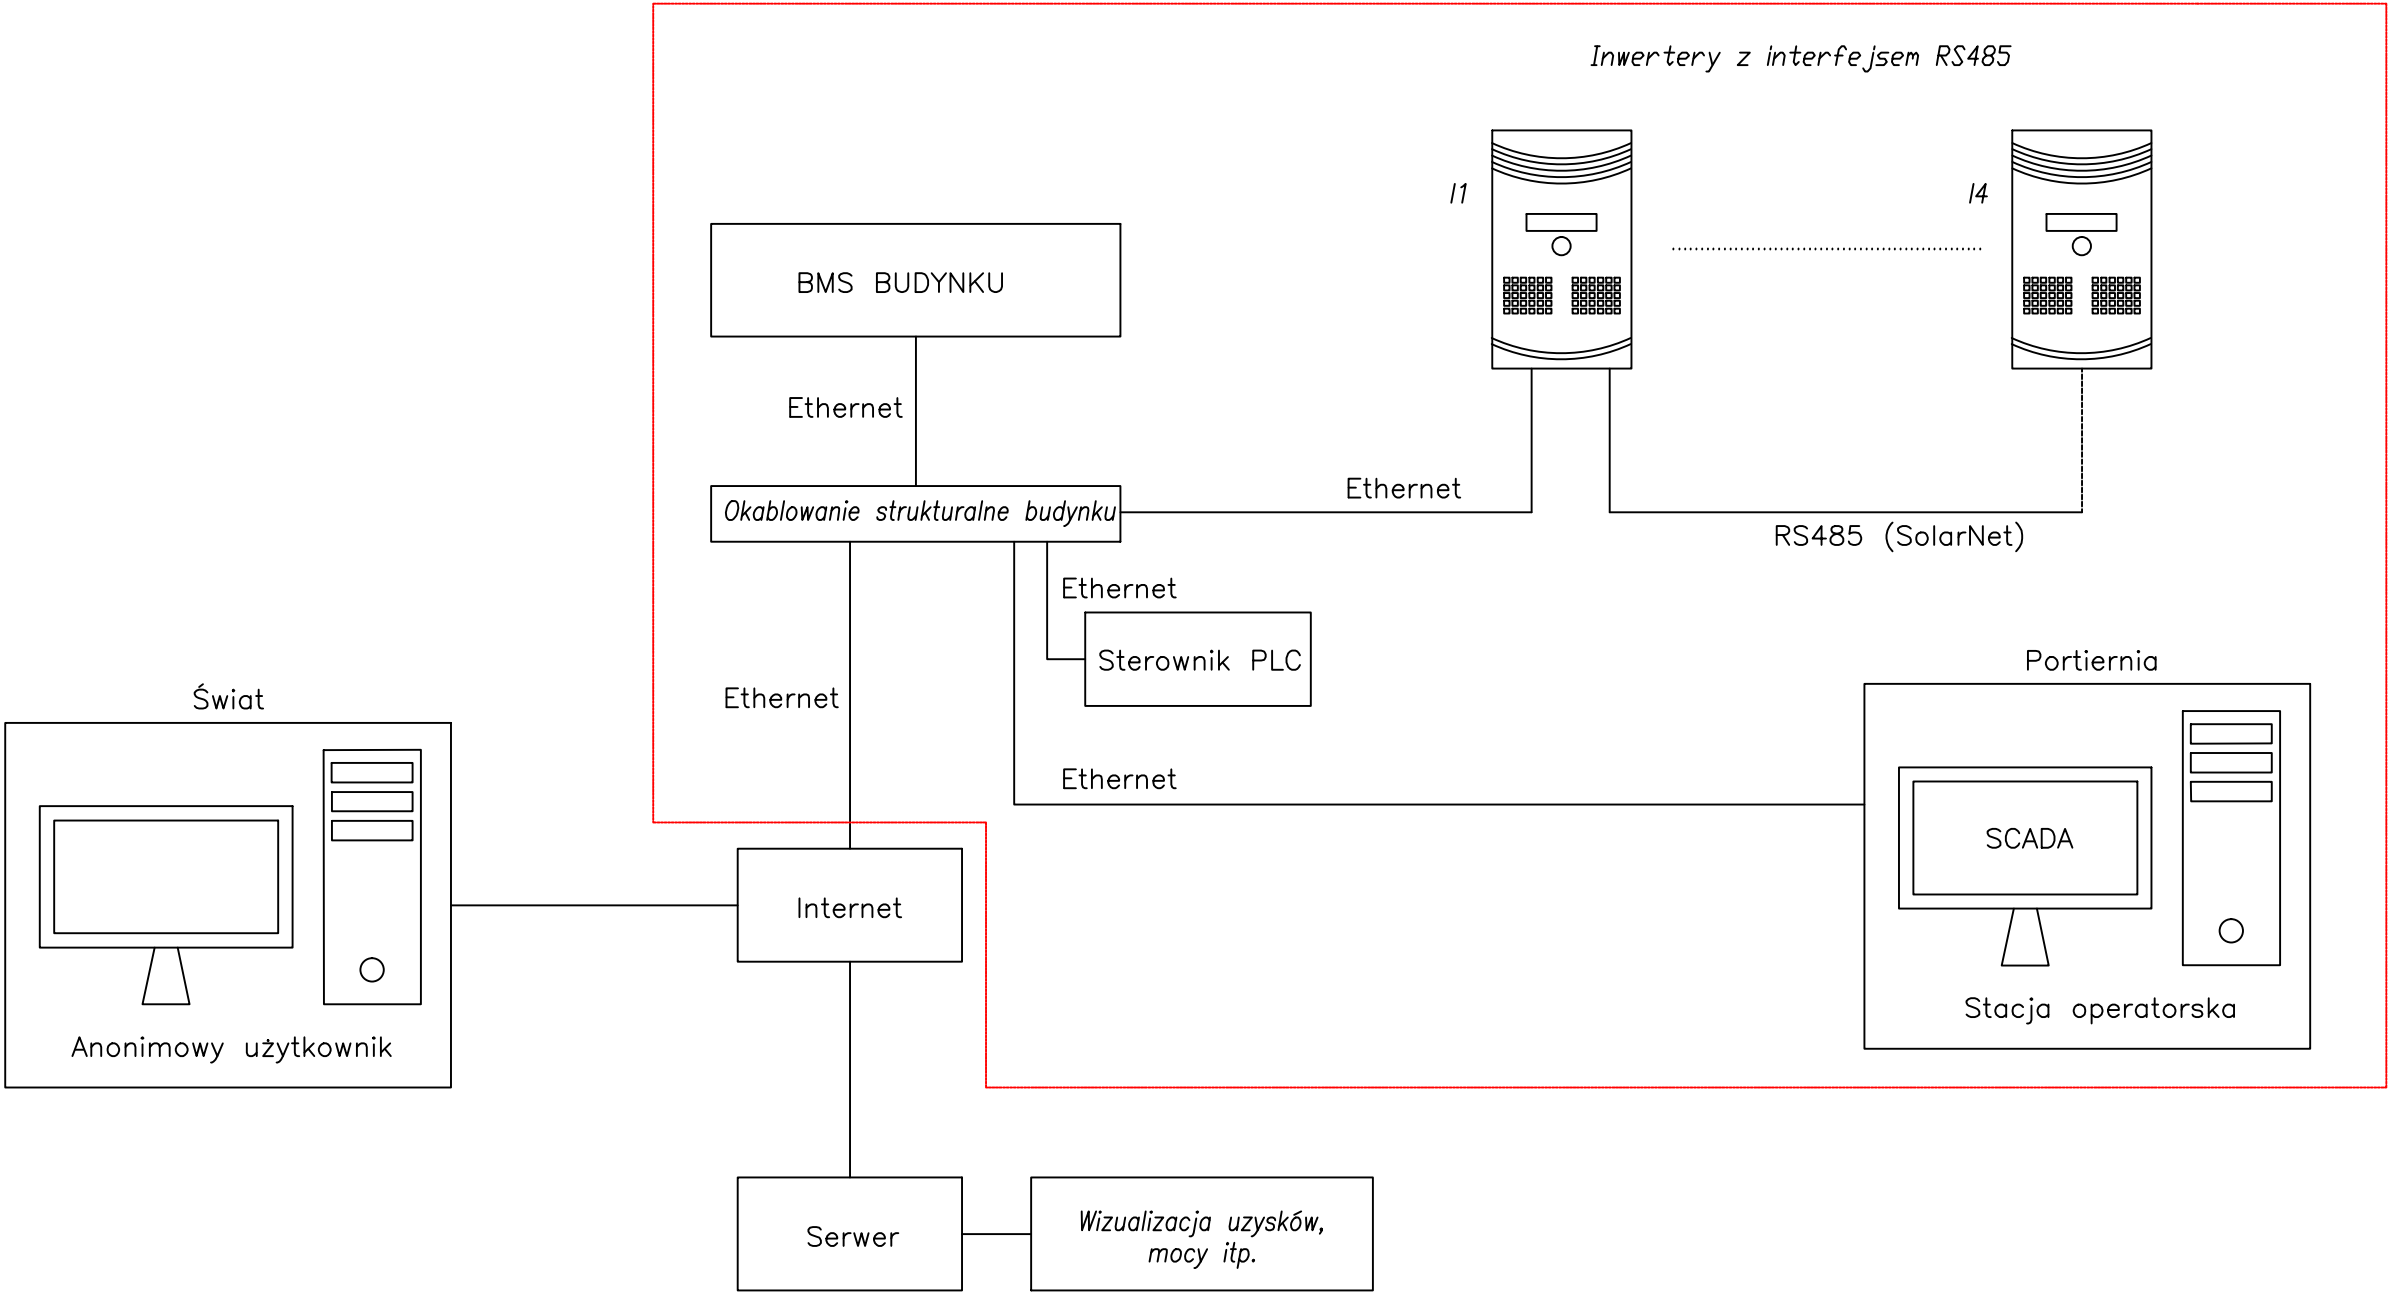 Inwertery z interfejsem RS485
I1
I4
BMS BUDYNKU
Ethernet
Okablowanie strukturalne budynku
Ethernet
RS485 (SolarNet)
Ethernet
Sterownik PLC
Ethernet
Portiernia
Świat
Ethernet
SCADA
Internet
Stacja operatorska
Anonimowy użytkownik
Serwer
Wizualizacja uzysków,
mocy itp.